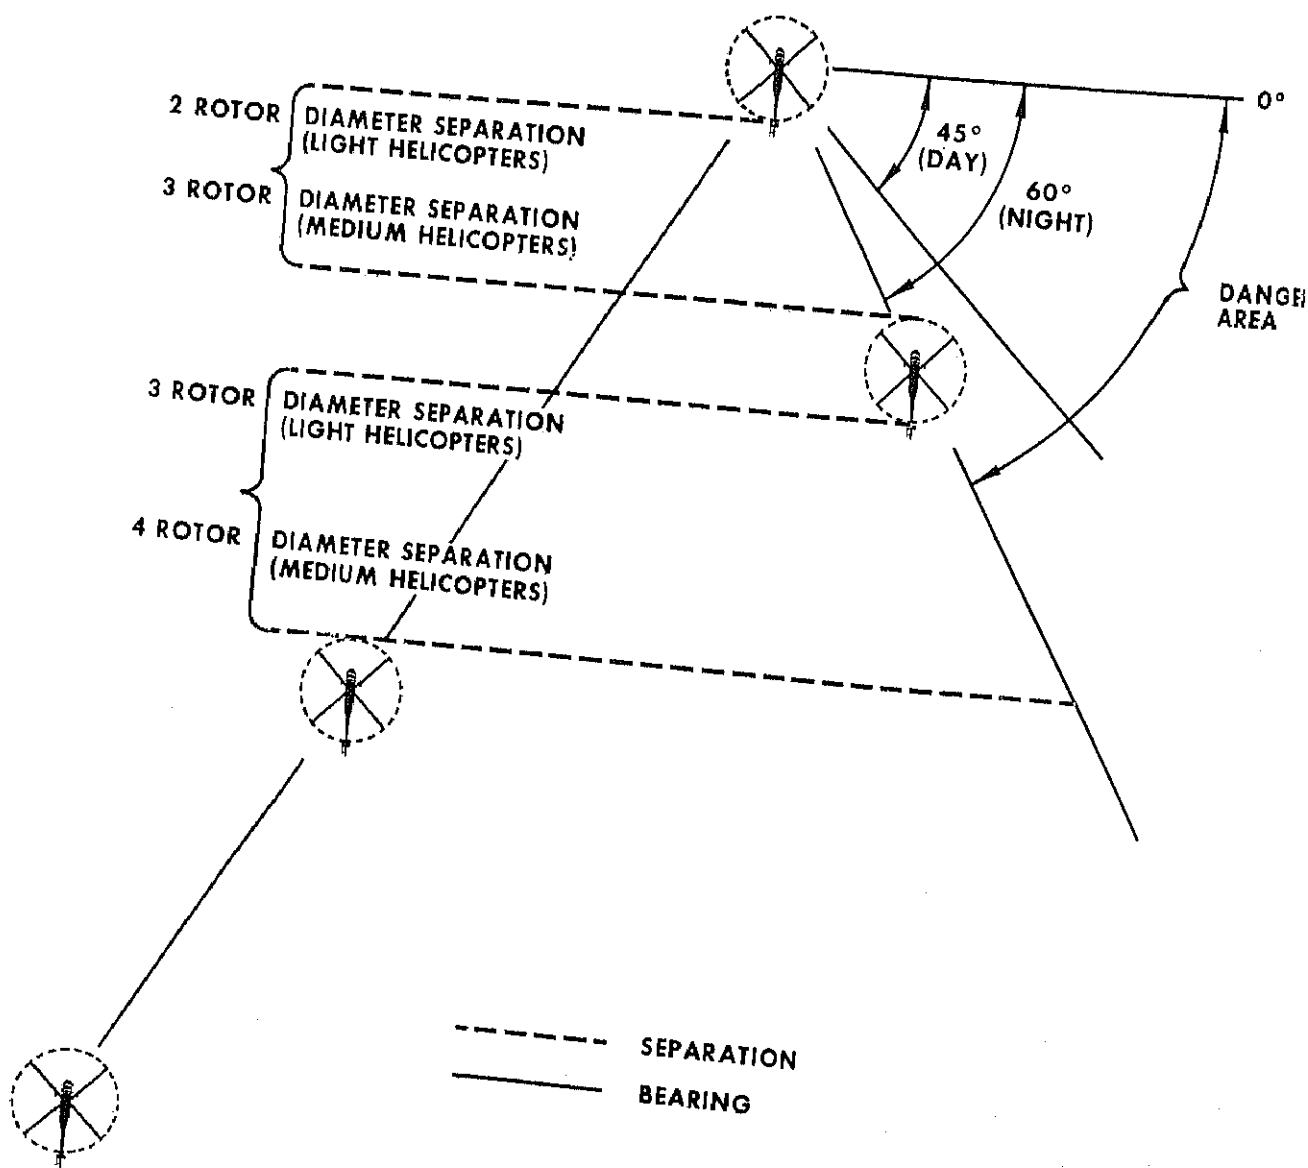 0°
2 ROTOR
DIAMETER SEPARATION
(LIGHT HELICOPTERS)
45°
(DAY)
3 ROTOR
DIAMETER SEPARATION
(MEDIUM HELICOPTERS)
60°
(NIGHT)
DANGER
AREA
3 ROTOR
DIAMETER SEPARATION
(LIGHT HELICOPTERS)
4 ROTOR
DIAMETER SEPARATION
(MEDIUM HELICOPTERS)
SEPARATION
BEARING